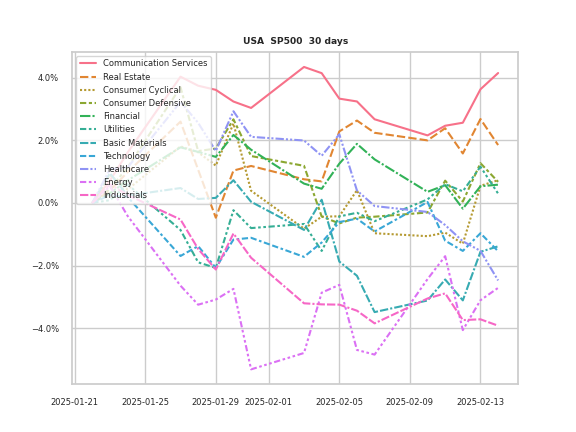 USA  SP500  30 days
Communication Services
Real Estate
Consumer Cyclical
Consumer Defensive
Financial
Utilities
Basic Materials
Technology
Healthcare
Energy
Industrials
4.0%
2.0%
0.0%
−2.0%
−4.0%
2025-01-21 2025-01-25 2025-01-29 2025-02-01 2025-02-05 2025-02-09 2025-02-13